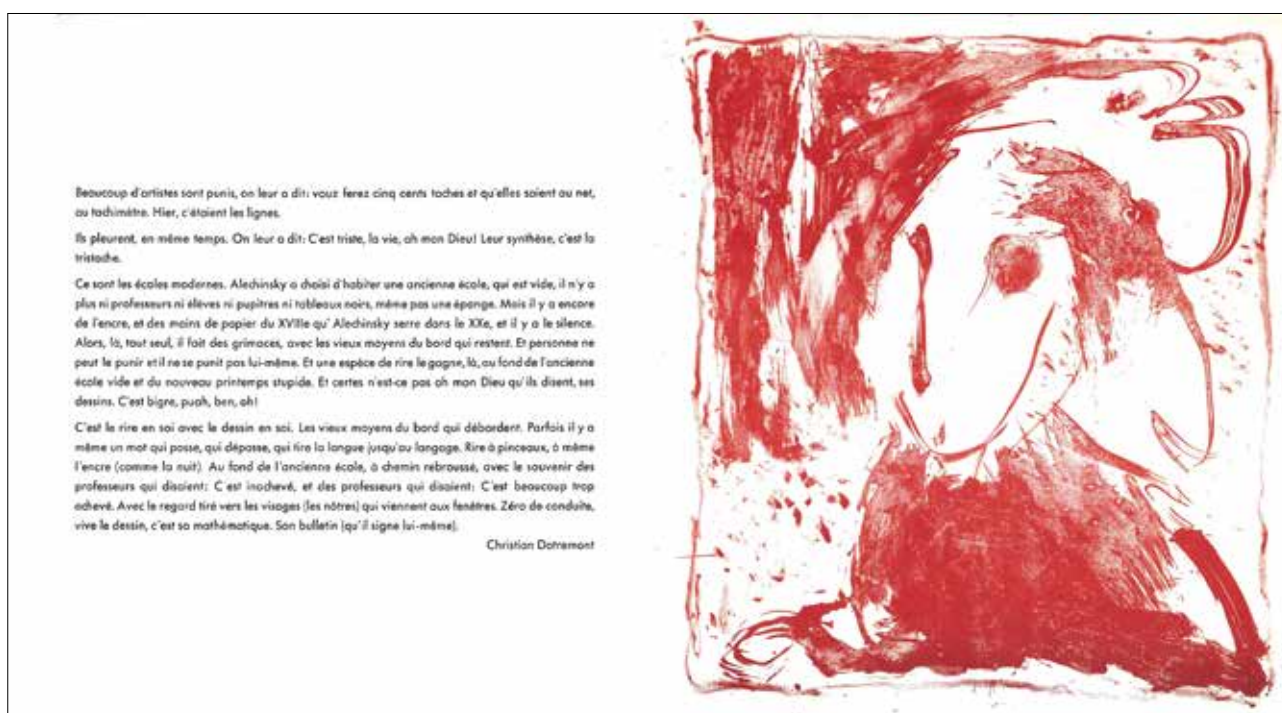 Beaucoup d'artistes sont punis, on leur a dit: vouz ferez cinq cents taches et qu'elles soient au net,
au tachimètre. Hier, c'étaient les lignes.
Ils pleurent, en même temps. On leur a dit: C'est triste, la vie, ah mon Dieu! Leur synthèse, c'est la
tristache.
Ce sont les écoles modernes. Alechinsky a choisi d'habiter une ancienne école, qui est vide, il n'y a
plus ni professeurs ni élèves ni pupitres ni tableaux noirs, même pas une éponge. Mais il y a encore
de l'encre, et des mains de papier du XVIIIe qu'Alechinsky serre dans le XXe, et il y a le silence.
Alors, là, tout seul, il fait des grimaces, avec les vieux moyens du bord qui restent. Et personne ne
peut le punir et il ne se punit pas lui-même. Et une espèce de rire le gagne, là, au fond de l'ancienne
école vide et du nouveau printemps stupide. Et certes n'est-ce pas ah mon Dieu qu'ils disent, ses
dessins. C'est bigre, puah, ben, ah!
C'est le rire en soi avec le dessin en soi. Les vieux moyens du bord qui débordent. Parfois il y a
même un mot qui passe, qui dépasse, qui tire la langue jusqu'au langage. Rire à pinceaux, à même
l'encre (comme la nuit). Au fond de l'ancienne école, à chemin rebroussé, avec le souvenir des
professeurs qui disaient: C'est inachevé, et des professeurs qui disaient: C'est beaucoup trop
achevé. Avec le regard tiré vers les visages (les nôtres) qui viennent aux fenêtres. Zéro de conduite,
vive le dessin, c'est sa mathématique. Son bulletin (qu'il signe lui-même).
Christian Dotremont